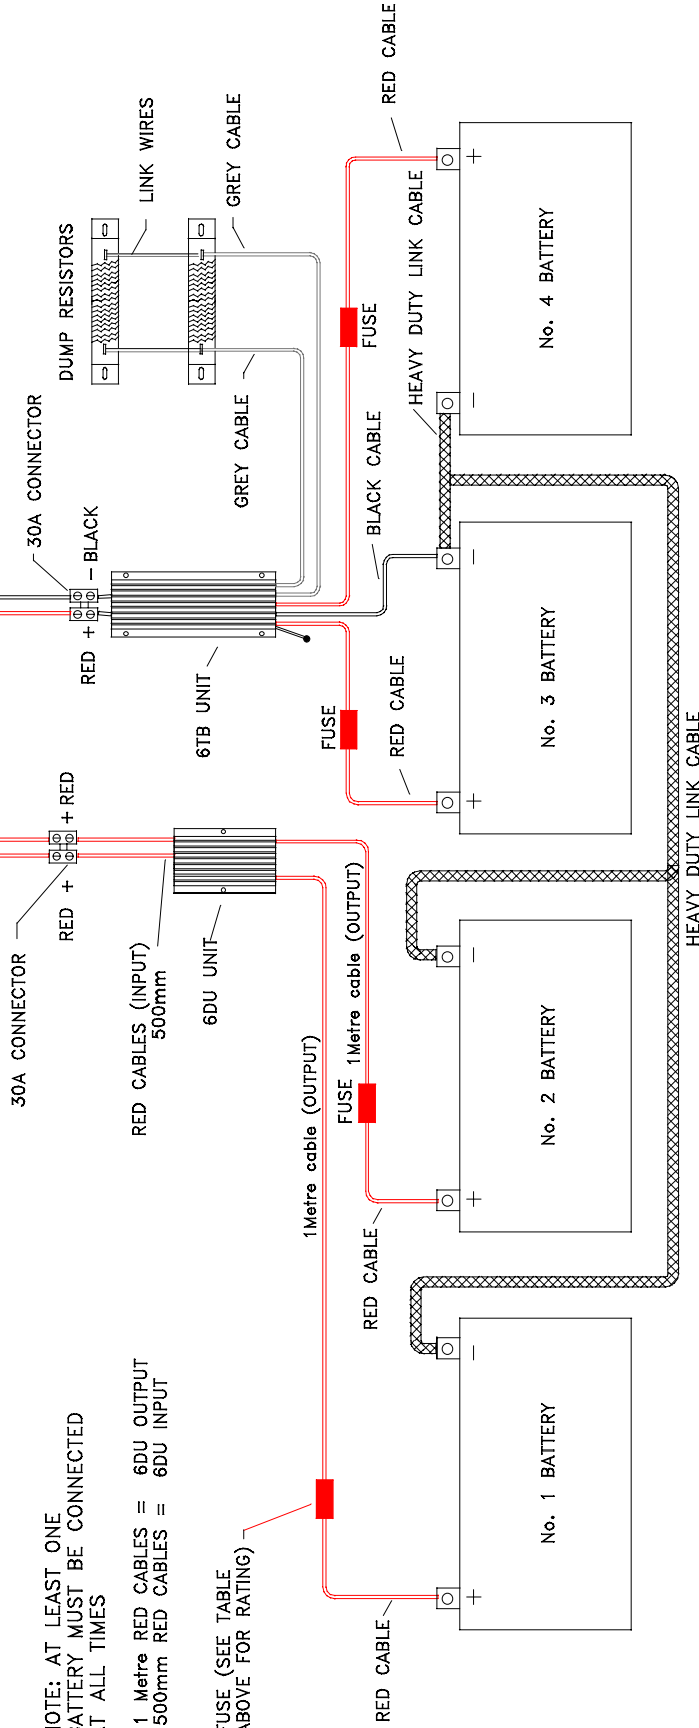 NOTE: AT LEAST ONE
BATTERY MUST BE CONNECTED
AT ALL TIMES
1 Metre RED CABLES = 6DU OUTPUT
500mm RED CABLES = 6DU INPUT
FUSE (SEE TABLE
ABOVE FOR RATING)
RED CABLE
No. 1 BATTERY
+
−
30A CONNECTOR
RED +
+ RED
RED CABLES (INPUT)
500mm
6DU UNIT
1Metre cable (OUTPUT)
1Metre cable (OUTPUT)
FUSE
RED CABLE
No. 2 BATTERY
+
−
30A CONNECTOR
RED +
− BLACK
6TB UNIT
FUSE
RED CABLE
BLACK CABLE
No. 3 BATTERY
+
−
DUMP RESISTORS
LINK WIRES
GREY CABLE
GREY CABLE
FUSE
HEAVY DUTY LINK CABLE
RED CABLE
No. 4 BATTERY
−
+
HEAVY DUTY LINK CABLE